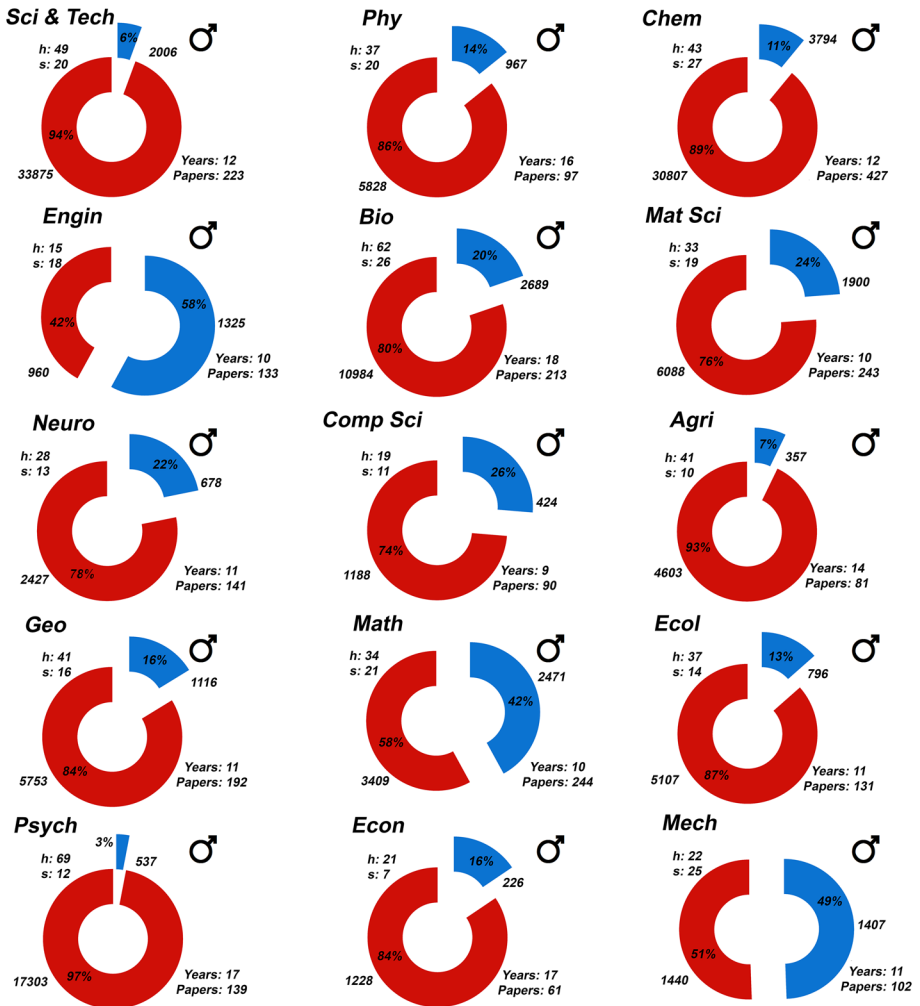 Sci & Tech
h: 49
s: 20
6%
2006
94%
33875
Years: 12
Papers: 223
Phy
h: 37
s: 20
14%
967
86%
5828
Years: 16
Papers: 97
Chem
h: 43
s: 27
11%
3794
89%
30807
Years: 12
Papers: 427
Engin
h: 15
s: 18
58%
42%
1325
960
Years: 10
Papers: 133
Bio
h: 62
s: 26
20%
2689
80%
10984
Years: 18
Papers: 213
Mat Sci
h: 33
s: 19
24%
1900
76%
6088
Years: 10
Papers: 243
Neuro
h: 28
s: 13
22%
678
78%
2427
Years: 11
Papers: 141
Comp Sci
h: 19
s: 11
26%
424
74%
1188
Years: 9
Papers: 90
Agri
h: 41
s: 10
7%
357
93%
4603
Years: 14
Papers: 81
Geo
h: 41
s: 16
16%
1116
84%
5753
Years: 11
Papers: 192
Math
h: 34
s: 21
2471
42%
58%
3409
Years: 10
Papers: 244
Ecol
h: 37
s: 14
13%
796
87%
5107
Years: 11
Papers: 131
Psych
3%
h: 69
s: 12
537
97%
17303
Years: 17
Papers: 139
Econ
h: 21
s: 7
16%
226
84%
1228
Years: 17
Papers: 61
Mech
h: 22
s: 25
49%
1407
51%
1440
Years: 11
Papers: 102